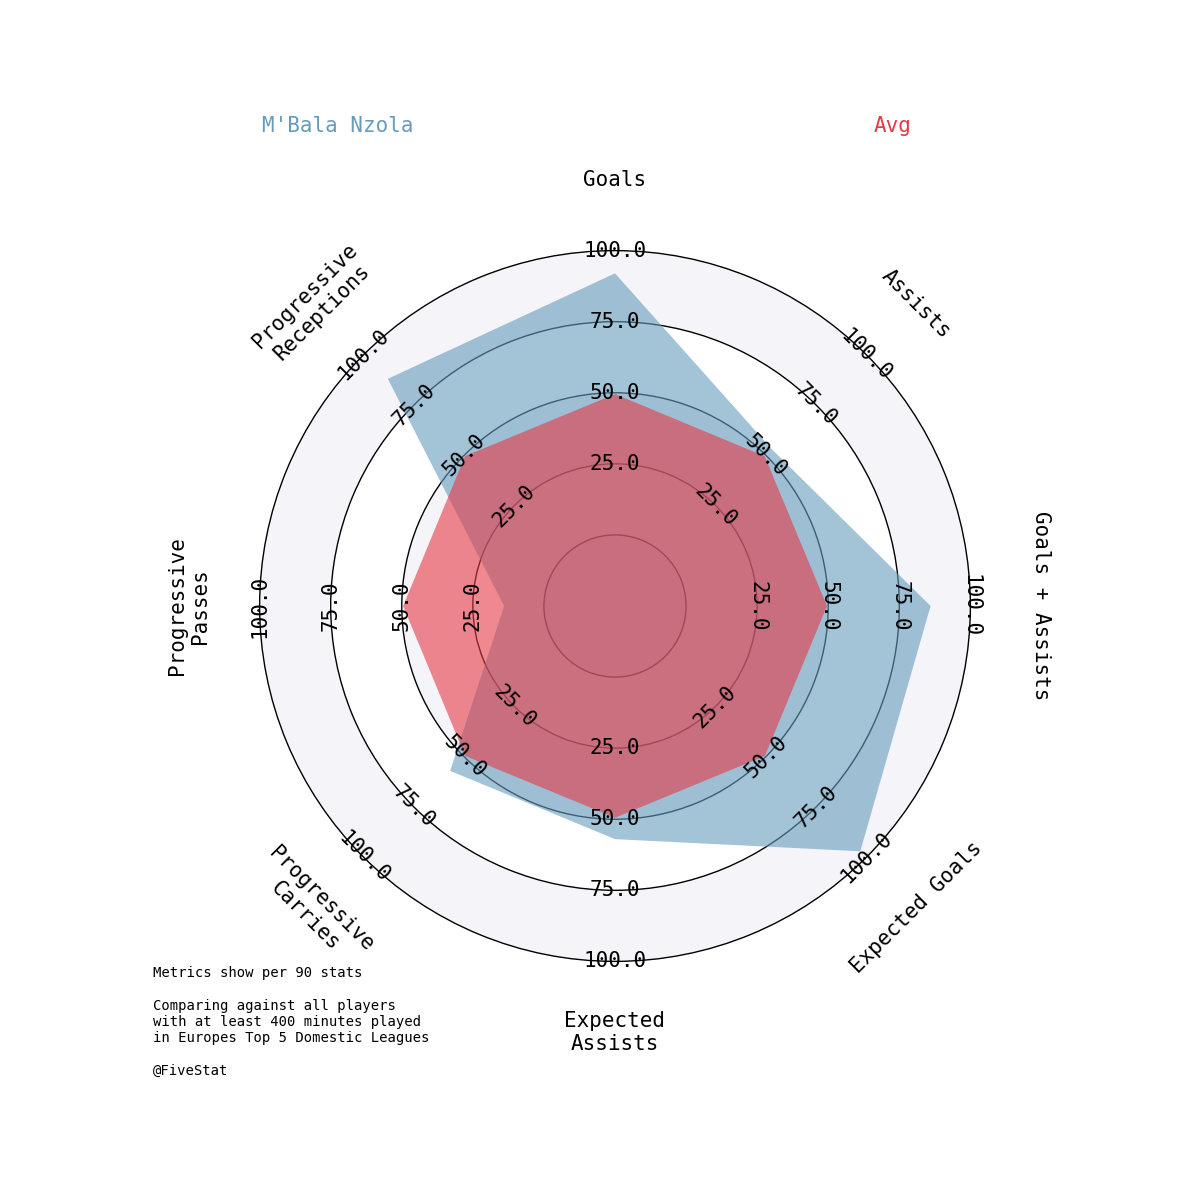 M'Bala Nzola
Avg
Goals
Assists
Goals + Assists
Expected Goals
Expected
Assists
Progressive
Carries
Progressive
Passes
Progressive
Receptions
25.0
50.0
75.0
100.0
25.0
50.0
75.0
100.0
25.0
50.0
75.0
100.0
25.0
50.0
75.0
100.0
25.0
50.0
75.0
100.0
25.0
50.0
75.0
100.0
25.0
50.0
75.0
100.0
25.0
50.0
75.0
100.0
Metrics show per 90 stats
Comparing against all players
with at least 400 minutes played
in Europes Top 5 Domestic Leagues
@FiveStat